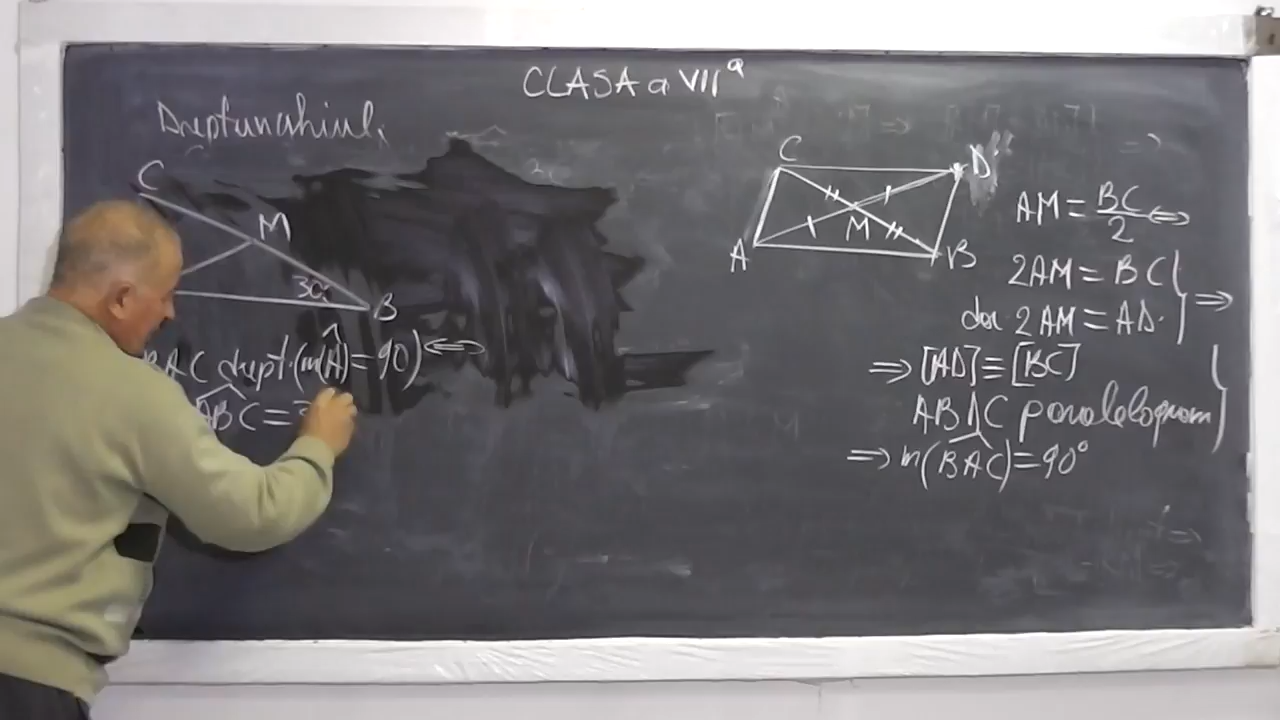 CLASA a VII a
Dreptunghiul.
C
M
30°
B
BAC drept.(m(Â)=90)⇔
ABC=
C
D
A
M
B
AM=BC/2⇔
2AM=BC
dar 2AM=AD.
⇒
⇒[AD]≡[BC]
ABDC paralelogram
⇒m(BAC)=90°